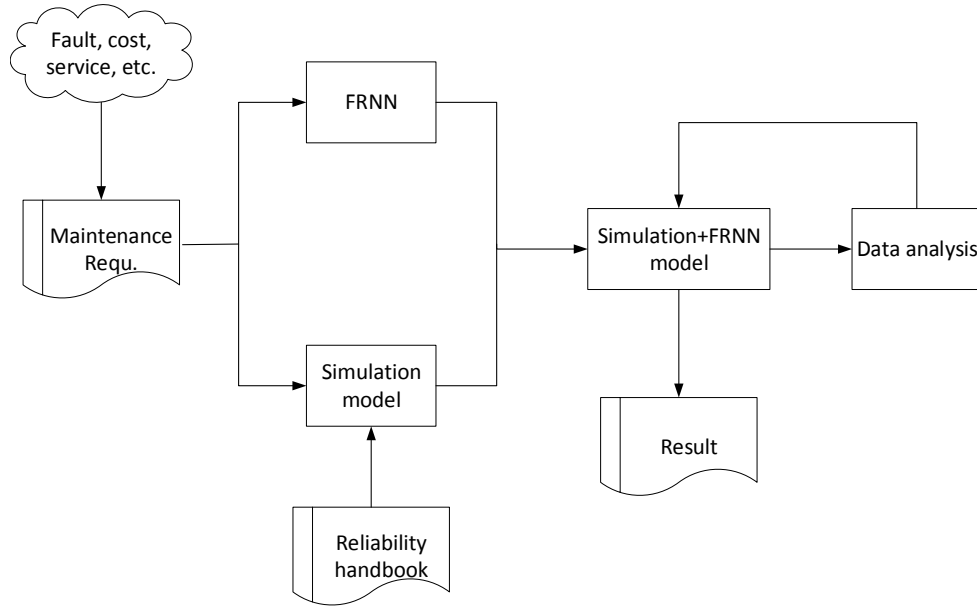 Fault, cost,
service, etc.
FRNN
Maintenance
Requ.
Simulation+FRNN
model
Data analysis
Simulation
model
Result
Reliability
handbook